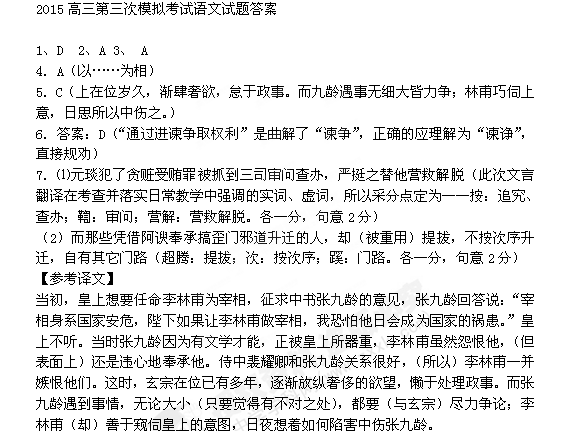 2015高三第三次模拟考试语文试题答案
1、D  2、A 3、 A
4. A（以……为相）
5. C（上在位岁久，渐肆奢欲，怠于政事。而九龄遇事无细大皆力争；林甫巧伺上
意，日思所以中伤之。）
6. 答案：D（“通过进谏争取权利”是曲解了“谏争”，正确的应理解为“谏诤”，
直接规劝）
7. ⑴元琰犯了贪赃受贿罪被抓到三司审问查办，严挺之替他营救解脱（此次文言
翻译在考查并落实日常教学中强调的实词、虚词，所以采分点定为一一按：追究、
查办；鞫：审问；营解：营救解脱。各一分，句意2分）
（2）而那些凭借阿谀奉承搞歪门邪道升迁的人，却（被重用）提拔，不按次序升
迁，自有其它门路（超腾：提拔；次：按次序；蹊：门路。各一分，句意2分）
【参考译文】
当初，皇上想要任命李林甫为宰相，征求中书张九龄的意见，张九龄回答说：“宰
相身系国家安危，陛下如果让李林甫做宰相，我恐怕他日会成为国家的祸患。”皇
上不听。当时张九龄因为有文学才能，正被皇上所器重，李林甫虽然怨恨他，（但
表面上）还是违心地奉承他。侍中裴耀卿和张九龄关系很好，（所以）李林甫一并
嫉恨他们。这时，玄宗在位已有多年，逐渐放纵奢侈的欲望，懒于处理政事。而张
九龄遇到事情，无论大小（只要觉得有不对之处），都要（与玄宗）尽力争论；李
林甫（却）善于窥伺皇上的意图，日夜想着如何陷害中伤张九龄。